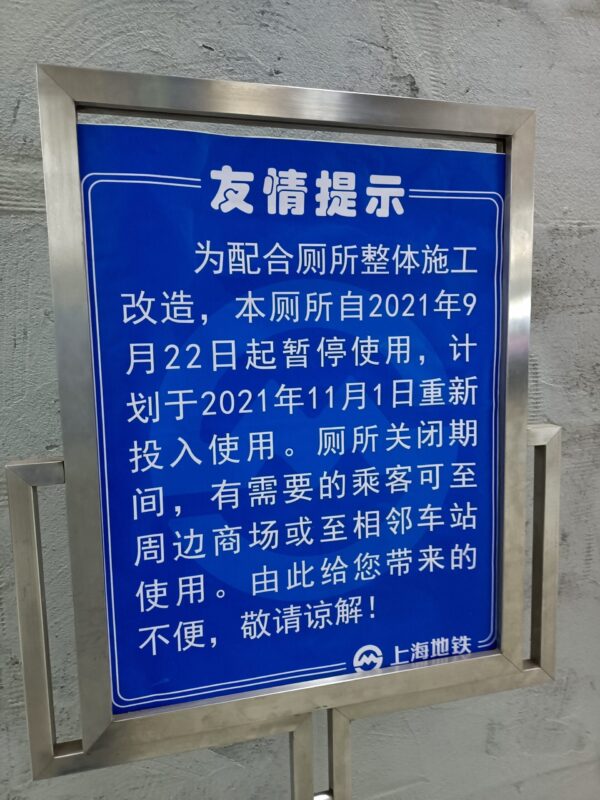 友情提示
为配合厕所整体施工
改造，本厕所自2021年9
月22日起暂停使用，计
划于2021年11月1日重新
投入使用。厕所关闭期
间，有需要的乘客可至
周边商场或至相邻车站
使用。由此给您带来的
不便，敬请谅解！
上海地铁